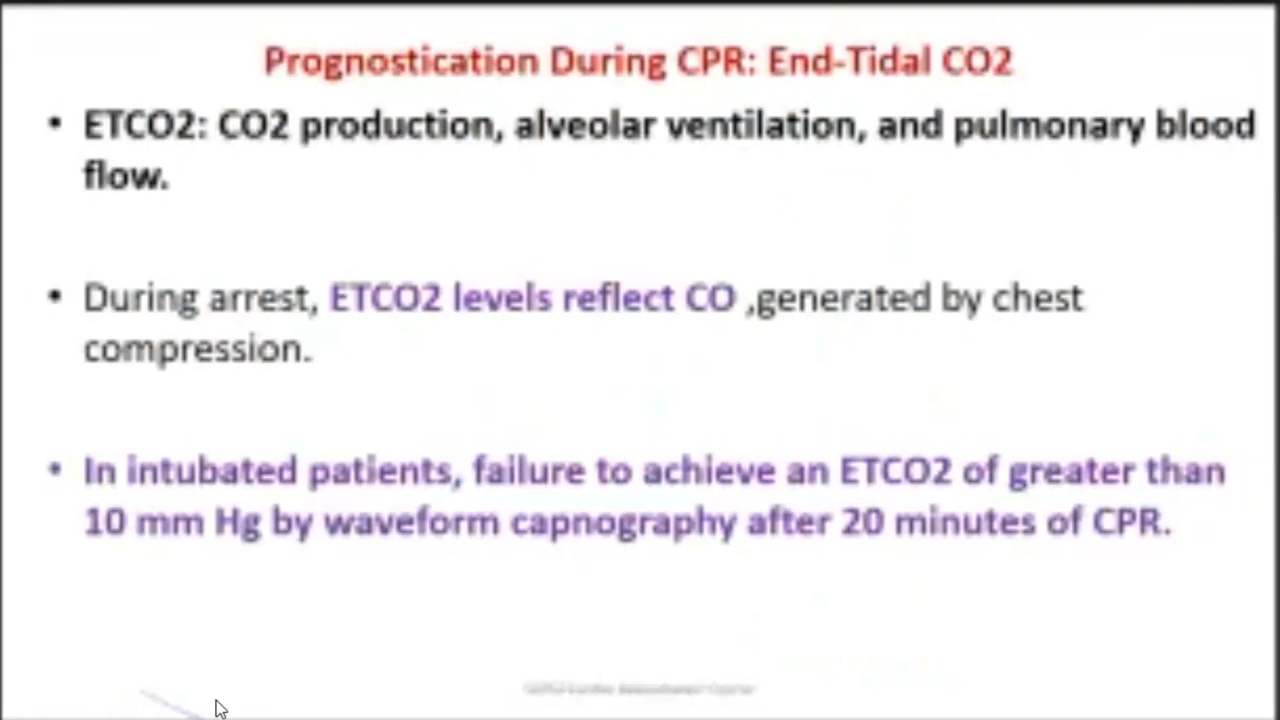 Prognostication During CPR: End-Tidal CO2
• ETCO2: CO2 production, alveolar ventilation, and pulmonary blood
flow.
• During arrest, ETCO2 levels reflect CO ,generated by chest
compression.
• In intubated patients, failure to achieve an ETCO2 of greater than
10 mm Hg by waveform capnography after 20 minutes of CPR.